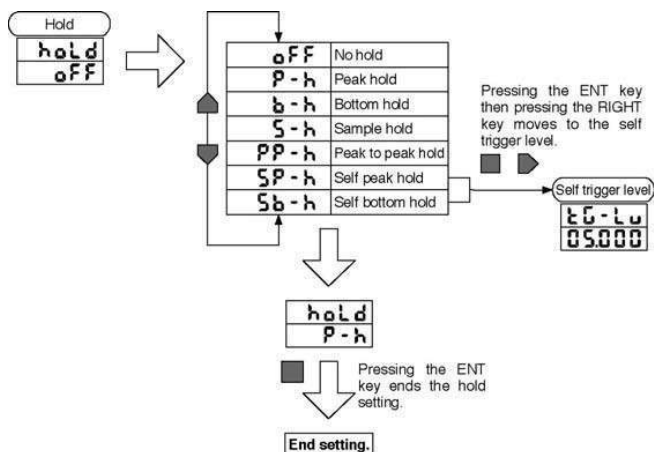 Hold
hoLd
oFF
oFF No hold
P-h Peak hold
b-h Bottom hold
S-h Sample hold
PP-h Peak to peak hold
SP-h Self peak hold
Sb-h Self bottom hold
Pressing the ENT key
then pressing the RIGHT
key moves to the self
trigger level.
Self trigger level
tG-Lu
05.000
hoLd
P-h
Pressing the ENT
key ends the hold
setting.
End setting.